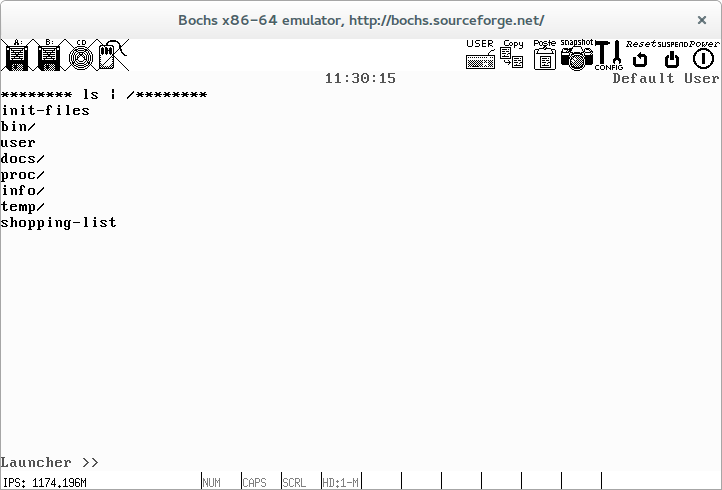 Bochs x86-64 emulator, http://bochs.sourceforge.net/
A: B: CD USER Copy Paste snapshot CONFIG Reset SUSPEND Power
11:30:15 Default User
******** ls | /********
init-files
bin/
user
docs/
proc/
info/
temp/
shopping-list
Launcher >>
IPS: 1174.196M NUM CAPS SCRL HD:1-M